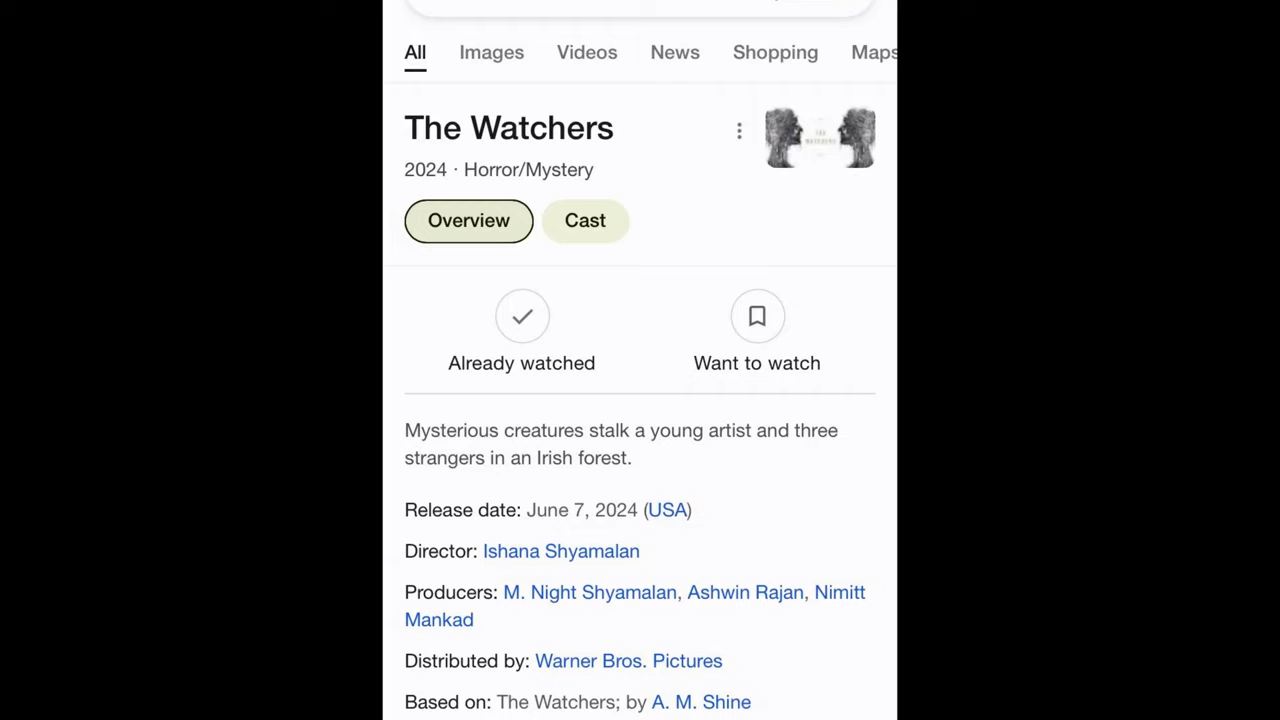 All Images Videos News Shopping Maps
The Watchers
THE
WATCHERS
2024 · Horror/Mystery
Overview Cast
Already watched Want to watch
Mysterious creatures stalk a young artist and three
strangers in an Irish forest.
Release date: June 7, 2024 (USA)
Director: Ishana Shyamalan
Producers: M. Night Shyamalan, Ashwin Rajan, Nimitt
Mankad
Distributed by: Warner Bros. Pictures
Based on: The Watchers; by A. M. Shine